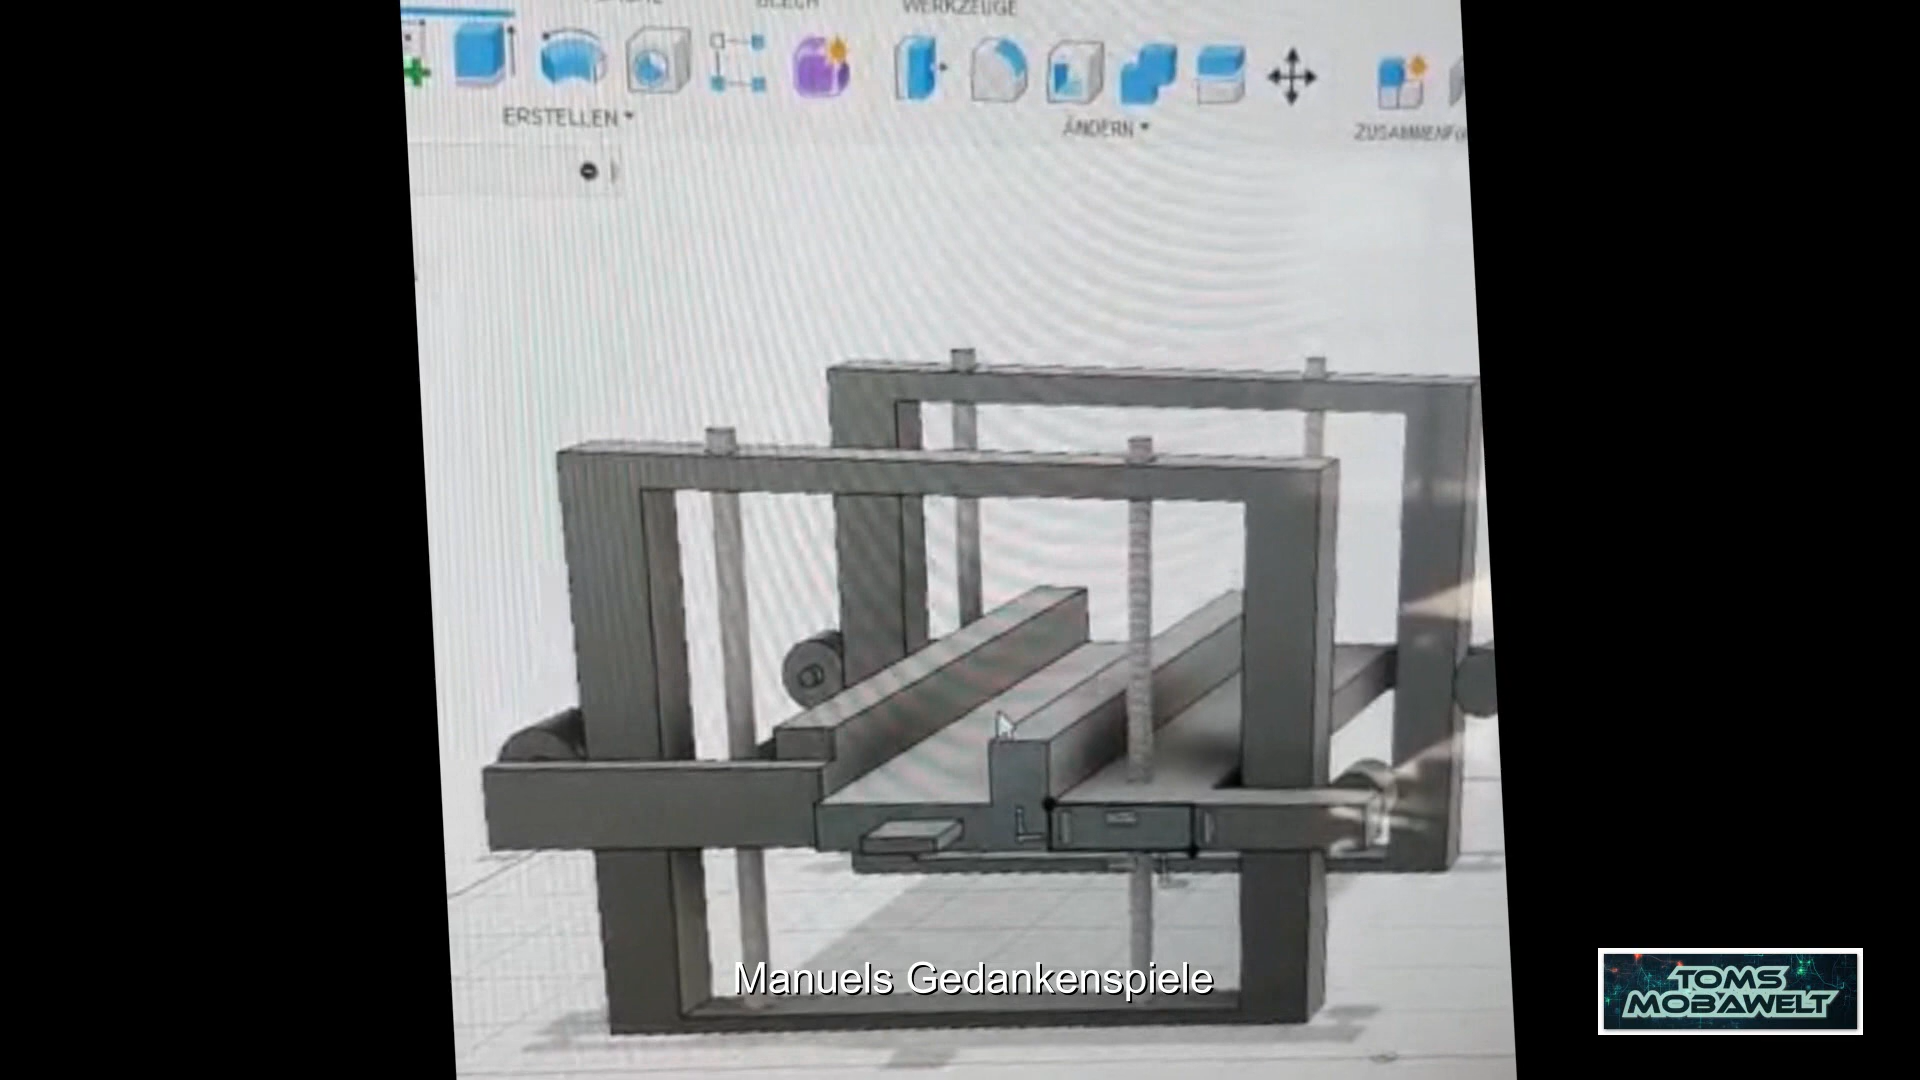 WERKZEUGE
ERSTELLEN
ÄNDERN
Manuels Gedankenspiele
TOMS
MOBAWELT